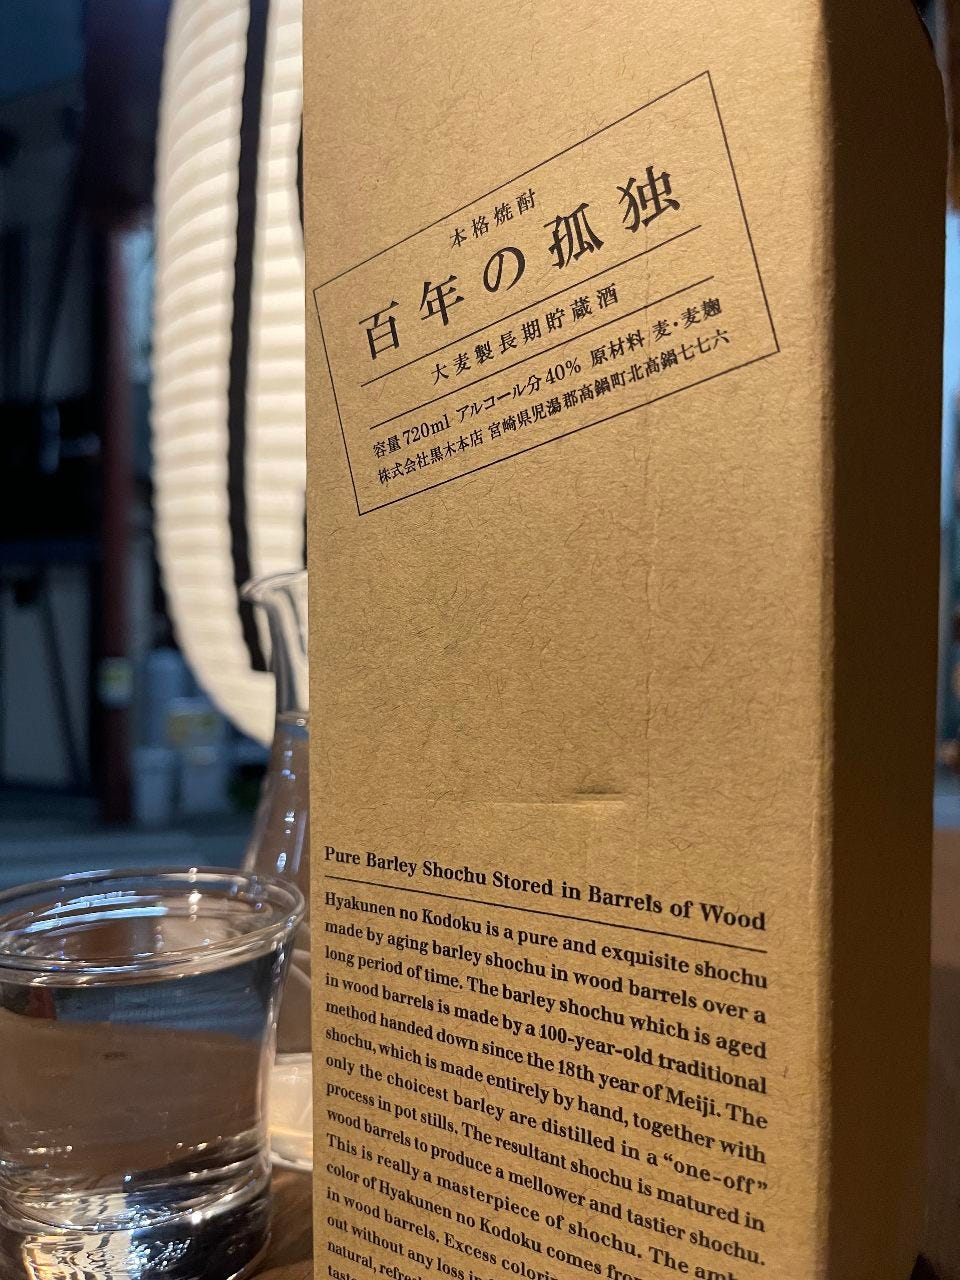 本格焼酎
百年の孤独
大麦製長期貯蔵酒
容量720ml アルコール分40% 原材料/麦・麦麹
株式会社黒木本店 宮崎県児湯郡高鍋町北高鍋七七六
Pure Barley Shochu Stored in Barrels of Wood
Hyakunen no Kodoku is a pure and exquisite shochu
made by aging barley shochu in wood barrels over a
long period of time. The barley shochu which is aged
in wood barrels is made by a 100-year-old traditional
method handed down since the 18th year of Meiji. The
shochu, which is made entirely by hand, together with
only the choicest barley are distilled in a “one-off”
process in pot stills. The resultant shochu is matured in
wood barrels to produce a mellower and tastier shochu.
This is really a masterpiece of shochu. The
color of Hyakunen no Kodoku comes
in wood barrels. Excess
out without any loss
natural,